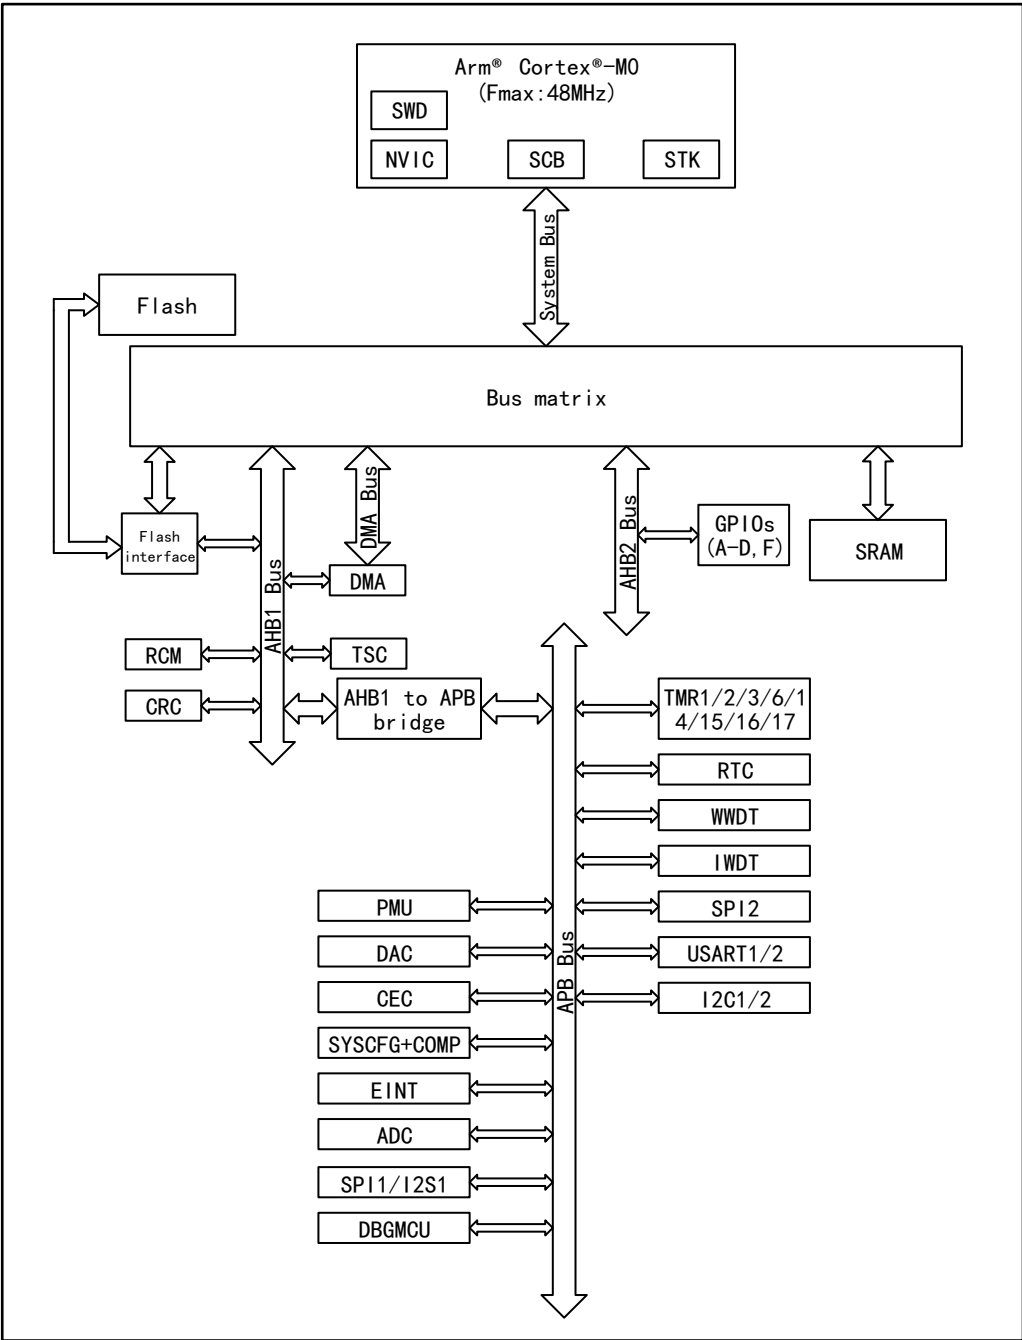 Arm® Cortex®-M0
(Fmax:48MHz)
SWD
NVIC
SCB
STK
System Bus
Flash
Bus matrix
Flash
interface
AHB1 Bus
DMA Bus
DMA
AHB2 Bus
GPIOs
(A-D,F)
SRAM
RCM
TSC
CRC
AHB1 to APB
bridge
TMR1/2/3/6/1
4/15/16/17
RTC
WWDT
IWDT
SPI2
USART1/2
I2C1/2
APB Bus
PMU
DAC
CEC
SYSCFG+COMP
EINT
ADC
SPI1/I2S1
DBGMCU